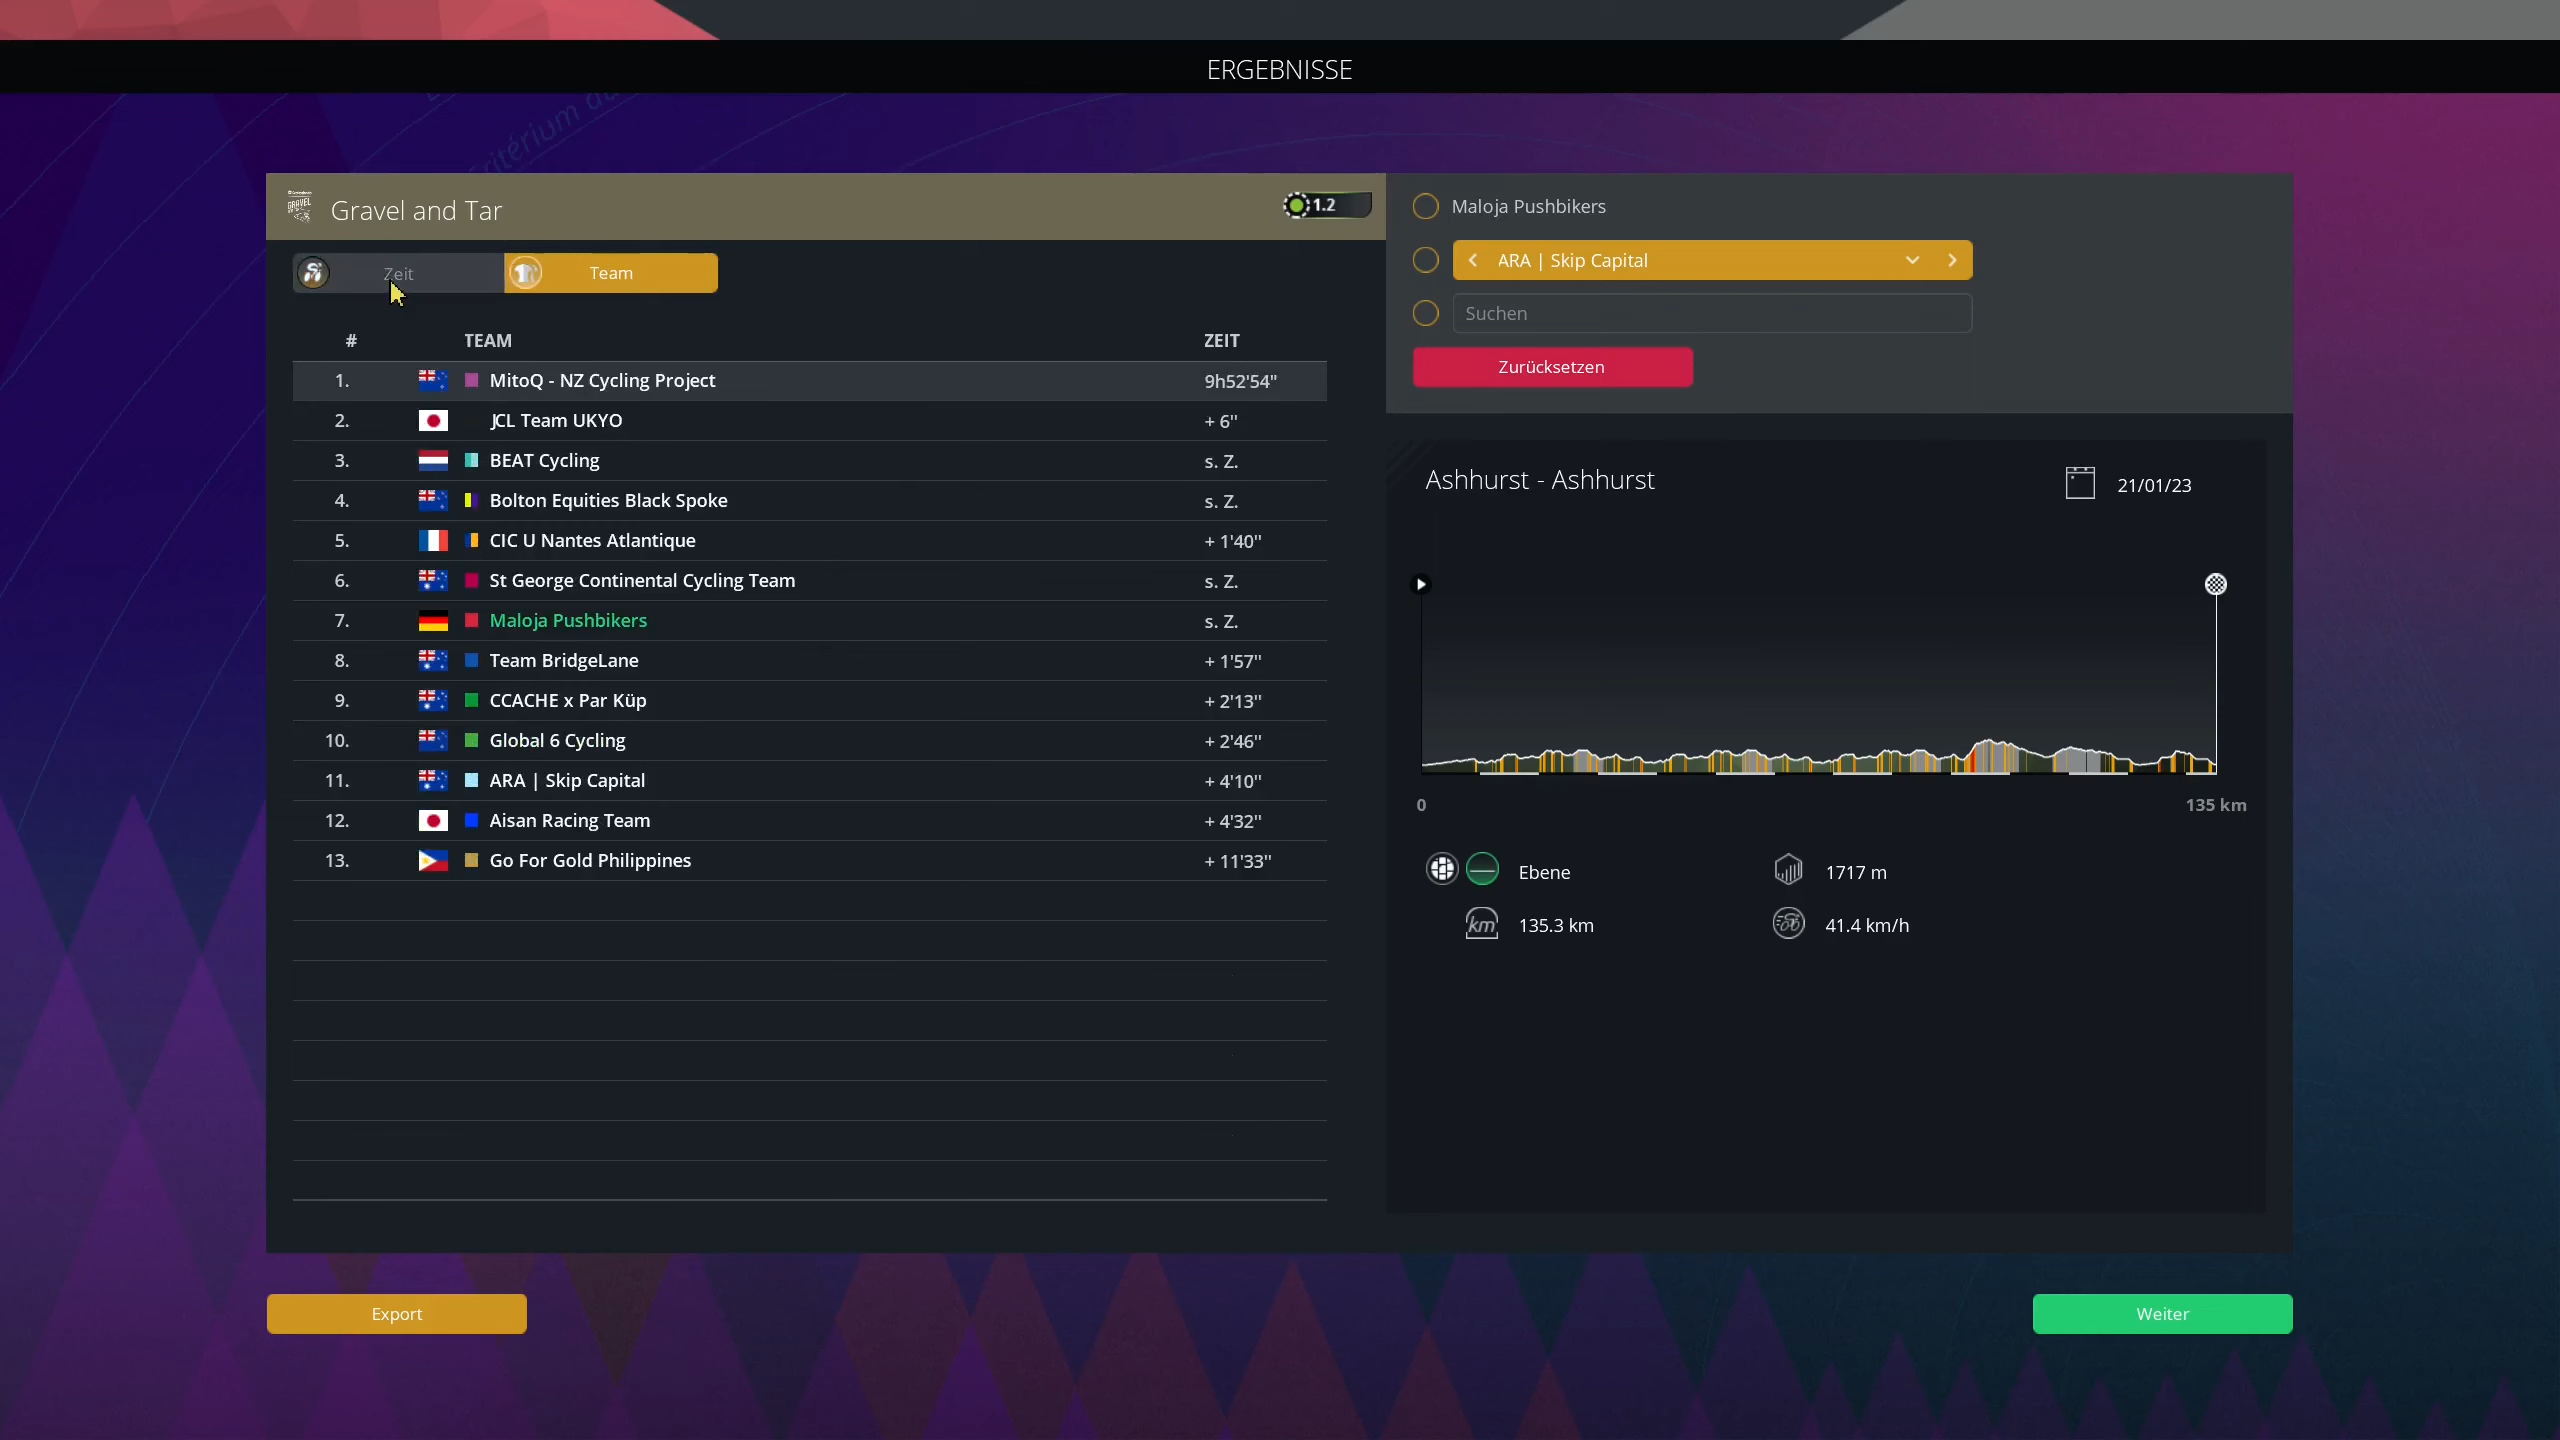 ERGEBNISSE
Gravel and Tar
1.2
Zeit
Team
# TEAM ZEIT
1. MitoQ - NZ Cycling Project 9h52'54''
2. JCL Team UKYO + 6''
3. BEAT Cycling s. Z.
4. Bolton Equities Black Spoke s. Z.
5. CIC U Nantes Atlantique + 1'40''
6. St George Continental Cycling Team s. Z.
7. Maloja Pushbikers s. Z.
8. Team BridgeLane + 1'57''
9. CCACHE x Par Küp + 2'13''
10. Global 6 Cycling + 2'46''
11. ARA | Skip Capital + 4'10''
12. Aisan Racing Team + 4'32''
13. Go For Gold Philippines + 11'33''
Maloja Pushbikers
ARA | Skip Capital
Suchen
Zurücksetzen
Ashhurst - Ashhurst
21/01/23
0 135 km
Ebene 1717 m
km 135.3 km 41.4 km/h
Export
Weiter